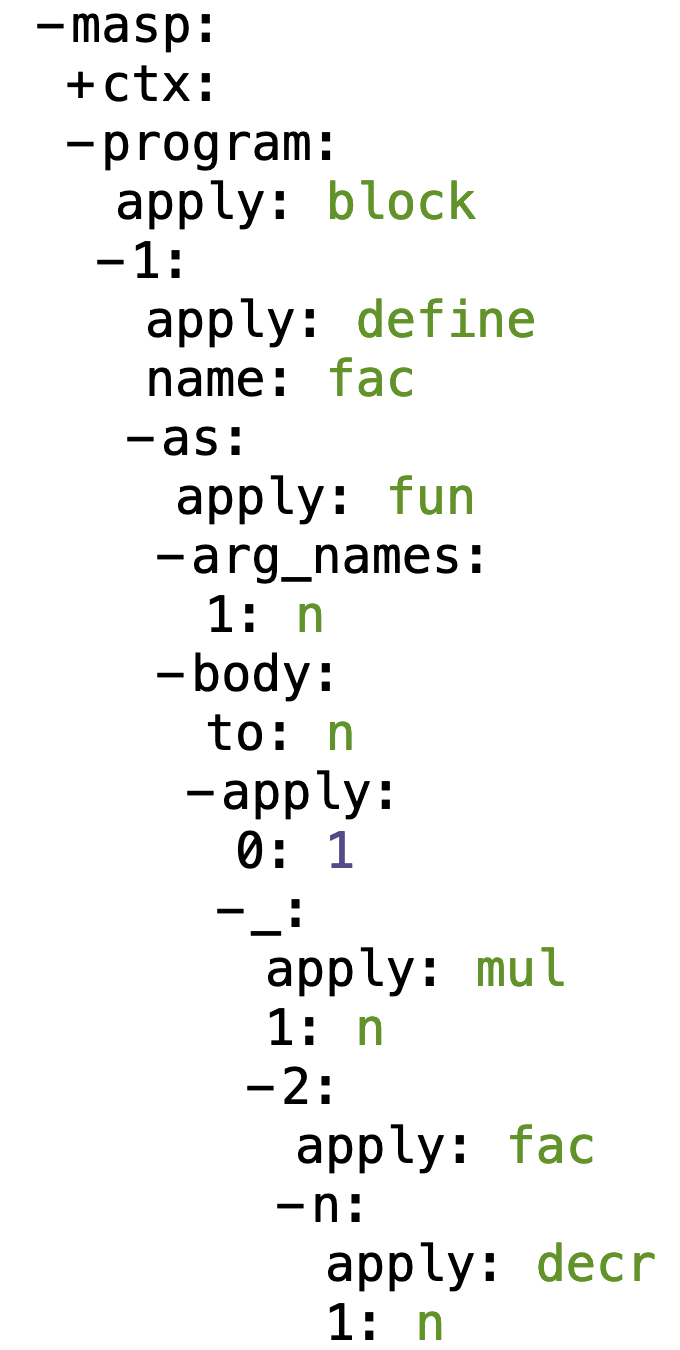 -masp:
+ctx:
-program:
apply: block
-1:
apply: define
name: fac
-as:
apply: fun
-arg_names:
1: n
-body:
to: n
-apply:
0: 1
-_:
apply: mul
1: n
-2:
apply: fac
-n:
apply: decr
1: n